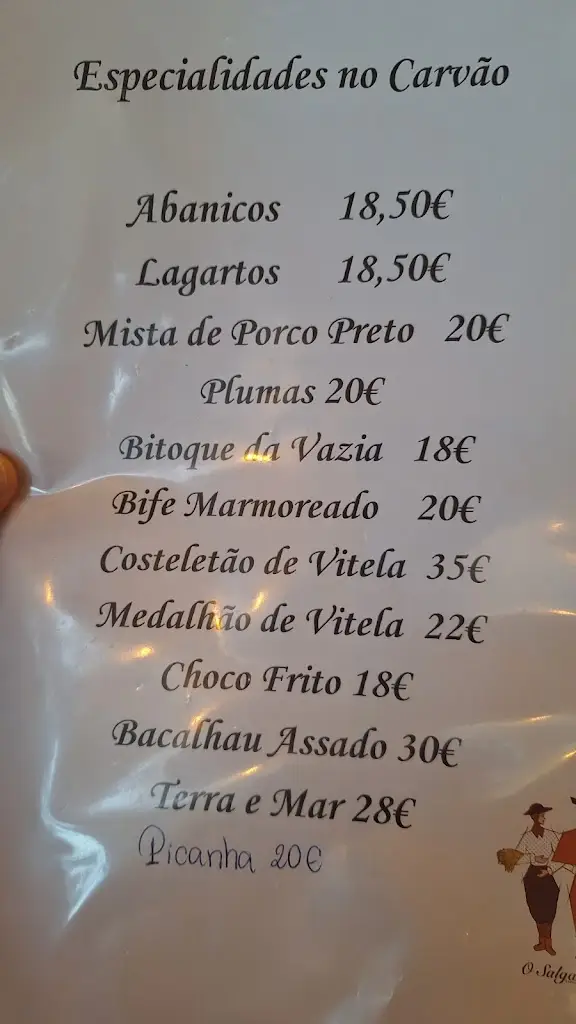 Especialidades no Carvão
Abanicos 18,50€
Lagartos 18,50€
Mista de Porco Preto 20€
Plumas 20€
Bitoque da Vazia 18€
Bife Marmoreado 20€
Costeletão de Vitela 35€
Medalhão de Vitela 22€
Choco Frito 18€
Bacalhau Assado 30€
Terra e Mar 28€
Picanha 20€
O